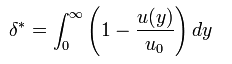 δ* = ∫₀^∞ (1 − u(y)/u₀) dy